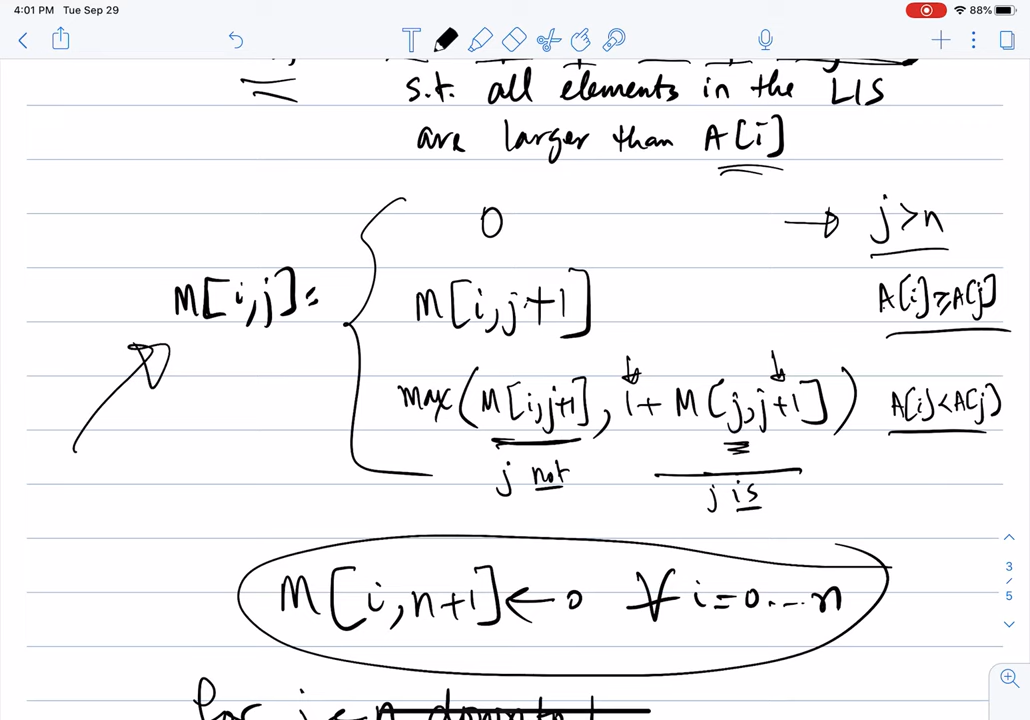 4:01 PM Tue Sep 29
88%
T
s.t. all elements in the LIS
are larger than A[i]
0 → j>n
M[i,j]= M[i,j+1] A[i]≥A[j]
max(M[i,j+1], 1+ M[j,j+1]) A[i]<A[j]
j not j is
M[i,n+1]←0 ∀ i=0...n
3
/
5